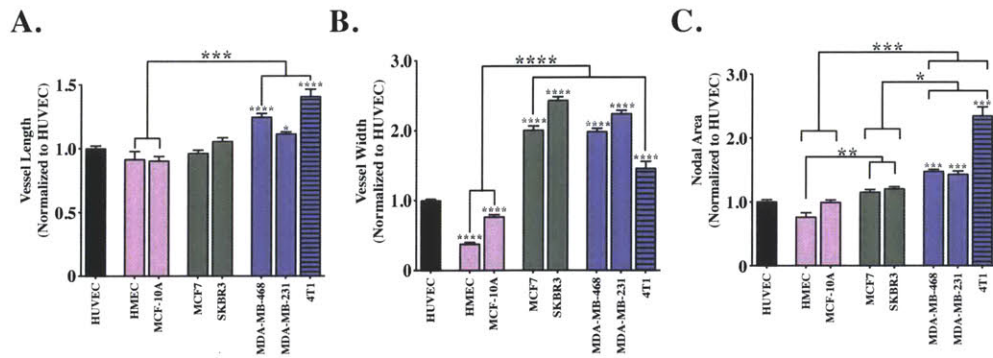 A.
***
1.5
1.0
0.5
0
Vessel Length
(Normalized to HUVEC)
****
*
****
HUVEC
HMEC
MCF-10A
MCF7
SKBR3
MDA-MB-468
MDA-MB-231
4T1
B.
****
3.0
2.0
1.0
0.0
Vessel Width
(Normalized to HUVEC)
****
****
****
****
****
****
****
HUVEC
HMEC
MCF-10A
MCF7
SKBR3
MDA-MB-468
MDA-MB-231
4T1
C.
***
*
**
3.0
2.0
1.0
0.0
Nodal Area
(Normalized to HUVEC)
***
***
***
HUVEC
HMEC
MCF-10A
MCF7
SKBR3
MDA-MB-468
MDA-MB-231
4T1